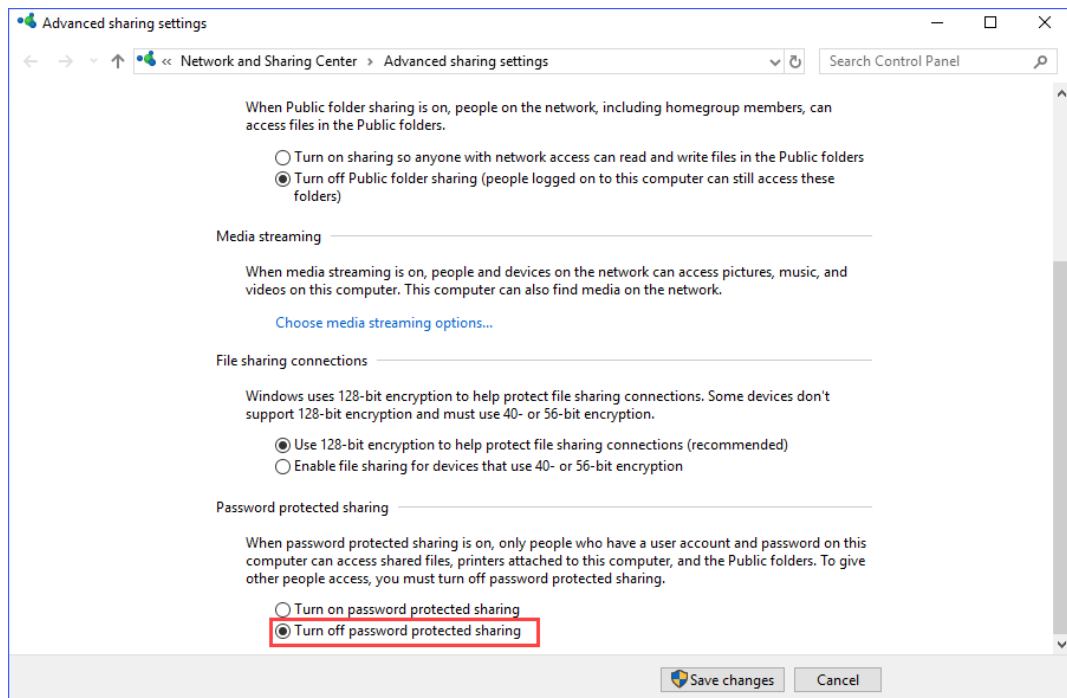 Advanced sharing settings
« Network and Sharing Center › Advanced sharing settings
Search Control Panel
When Public folder sharing is on, people on the network, including homegroup members, can
access files in the Public folders.
Turn on sharing so anyone with network access can read and write files in the Public folders
Turn off Public folder sharing (people logged on to this computer can still access these
folders)
Media streaming
When media streaming is on, people and devices on the network can access pictures, music, and
videos on this computer. This computer can also find media on the network.
Choose media streaming options...
File sharing connections
Windows uses 128-bit encryption to help protect file sharing connections. Some devices don't
support 128-bit encryption and must use 40- or 56-bit encryption.
Use 128-bit encryption to help protect file sharing connections (recommended)
Enable file sharing for devices that use 40- or 56-bit encryption
Password protected sharing
When password protected sharing is on, only people who have a user account and password on this
computer can access shared files, printers attached to this computer, and the Public folders. To give
other people access, you must turn off password protected sharing.
Turn on password protected sharing
Turn off password protected sharing
Save changes
Cancel